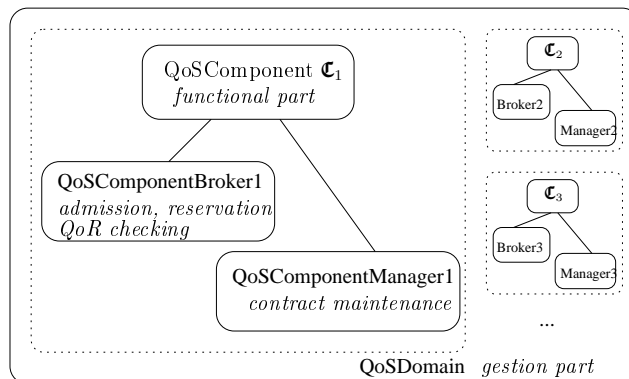 QoSComponent ℭ₁
functional part
QoSComponentBroker1
admission, reservation
QoR checking
QoSComponentManager1
contract maintenance
ℭ₂
Broker2
Manager2
ℭ₃
Broker3
Manager3
...
QoSDomain gestion part